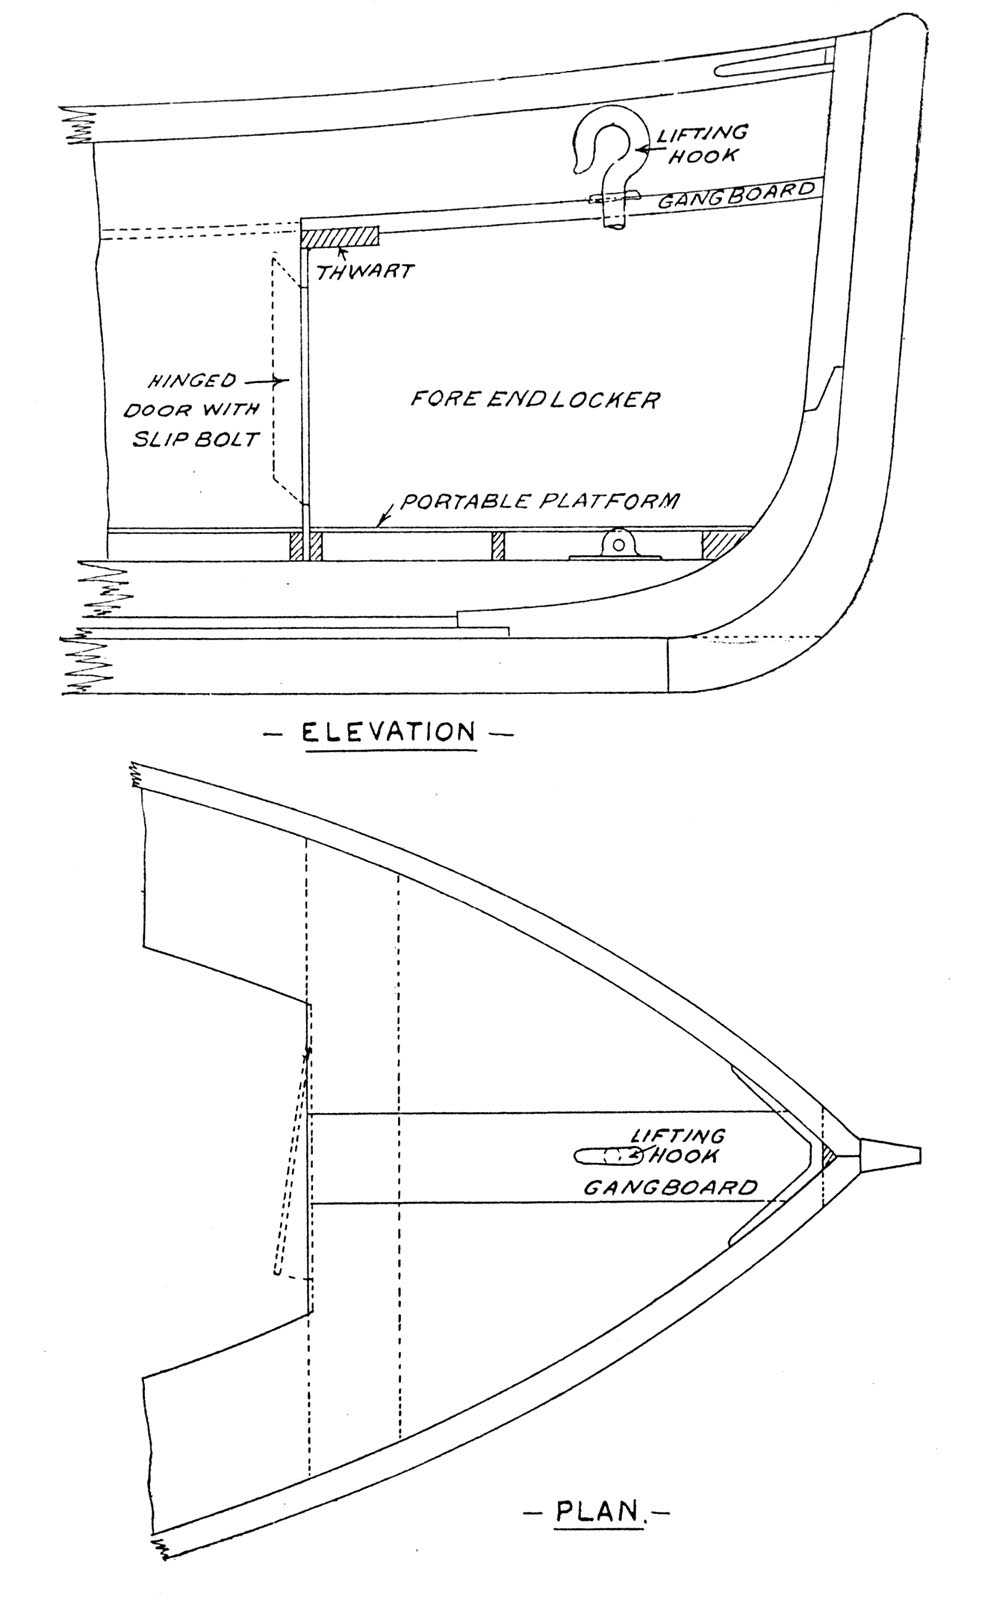 LIFTING
HOOK
GANGBOARD
THWART
HINGED
DOOR WITH
SLIP BOLT
FORE END LOCKER
PORTABLE PLATFORM
- ELEVATION -
LIFTING
HOOK
GANGBOARD
- PLAN. -